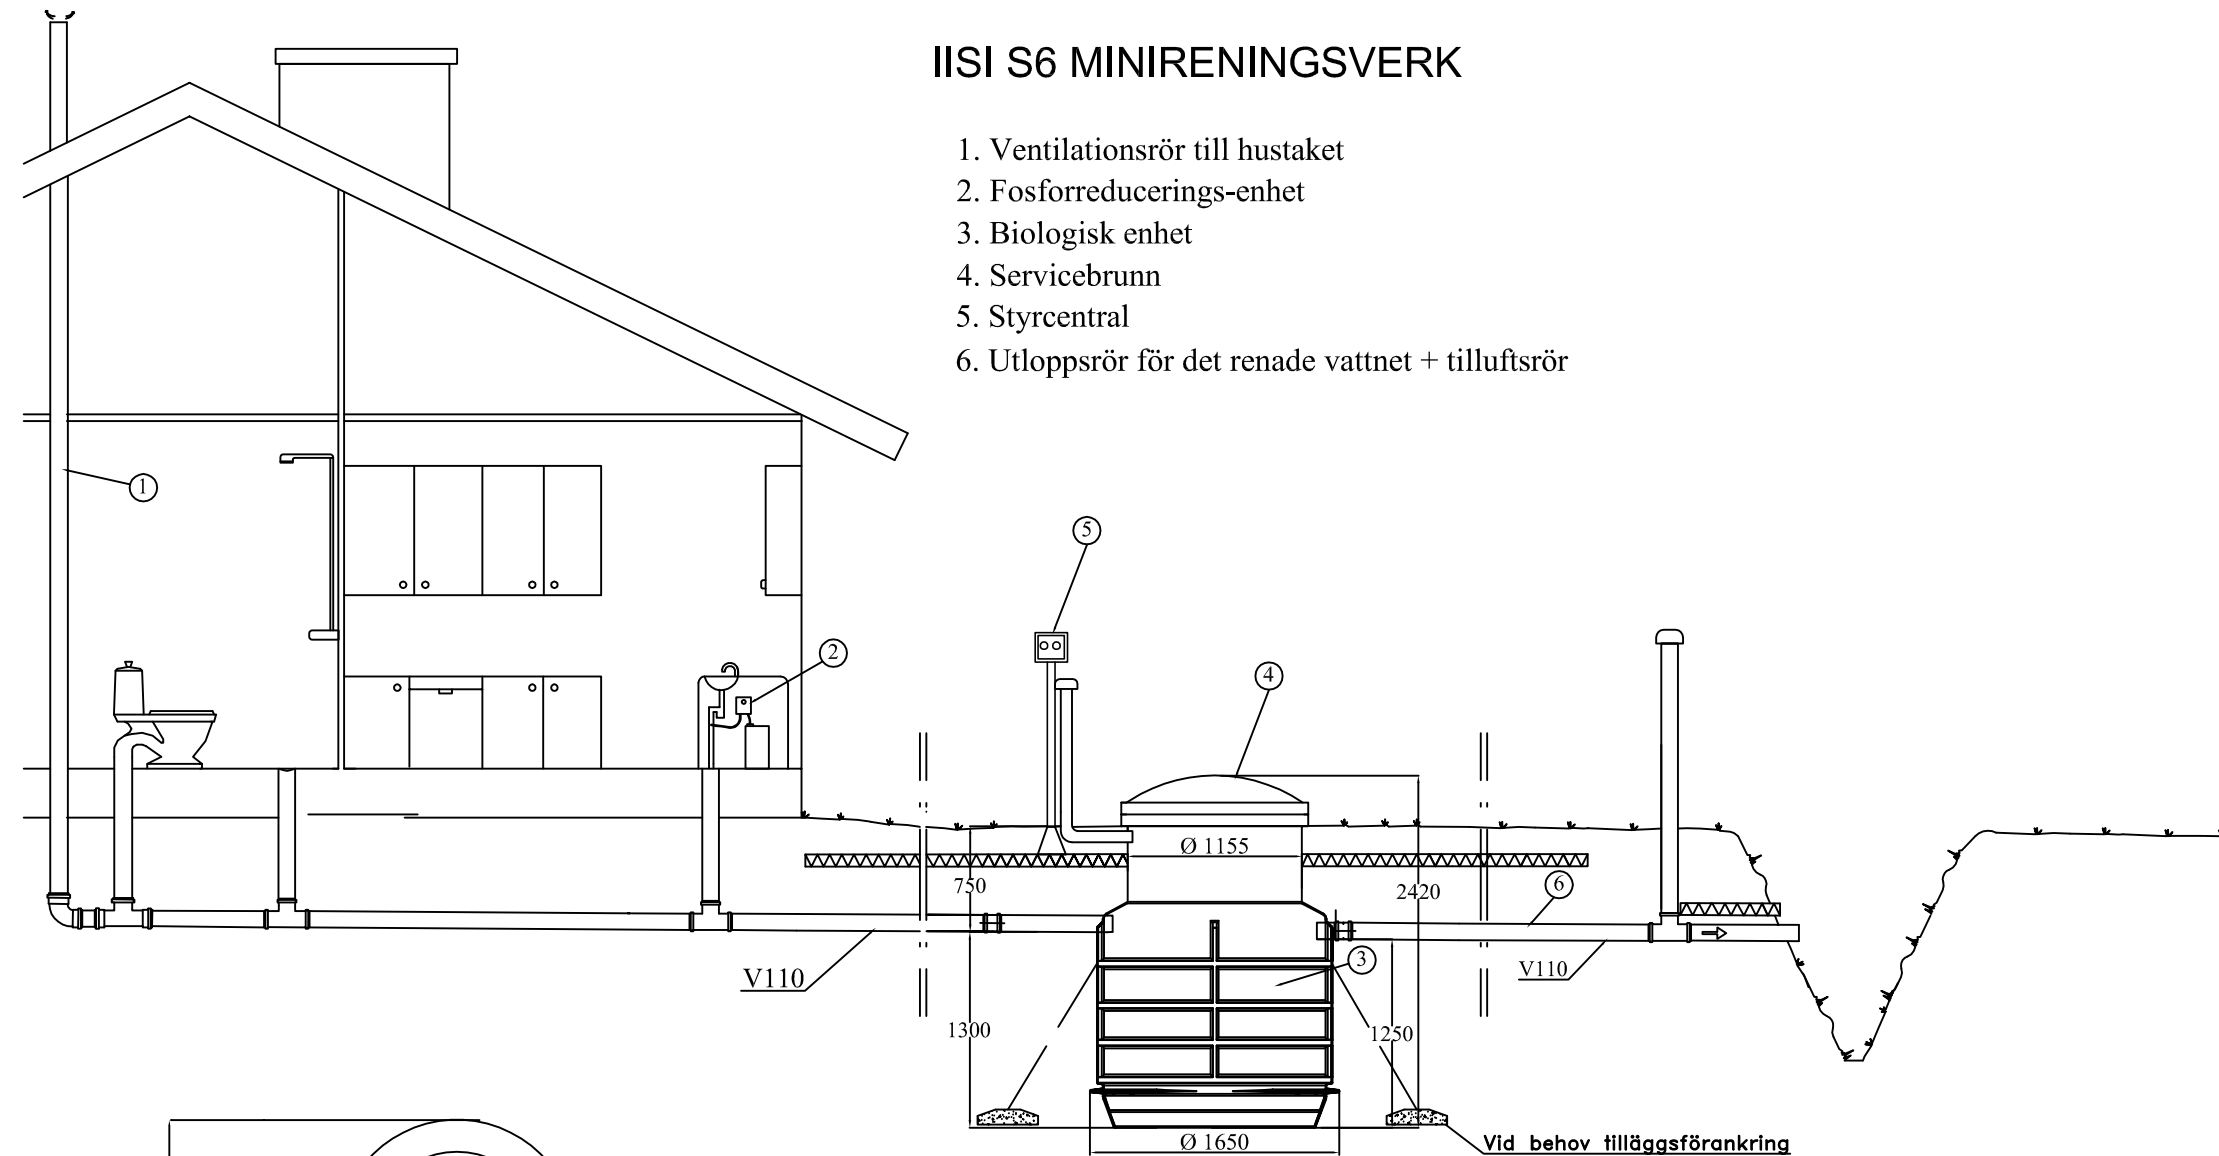 IISI S6 MINIRENINGSVERK
1. Ventilationsrör till hustaket
2. Fosforreducerings-enhet
3. Biologisk enhet
4. Servicebrunn
5. Styrcentral
6. Utloppsrör för det renade vattnet + tilluftsrör
1
5
2
4
Ø 1155
750
2420
6
V110
3
V110
1300
1250
Ø 1650
Vid behov tilläggsförankring